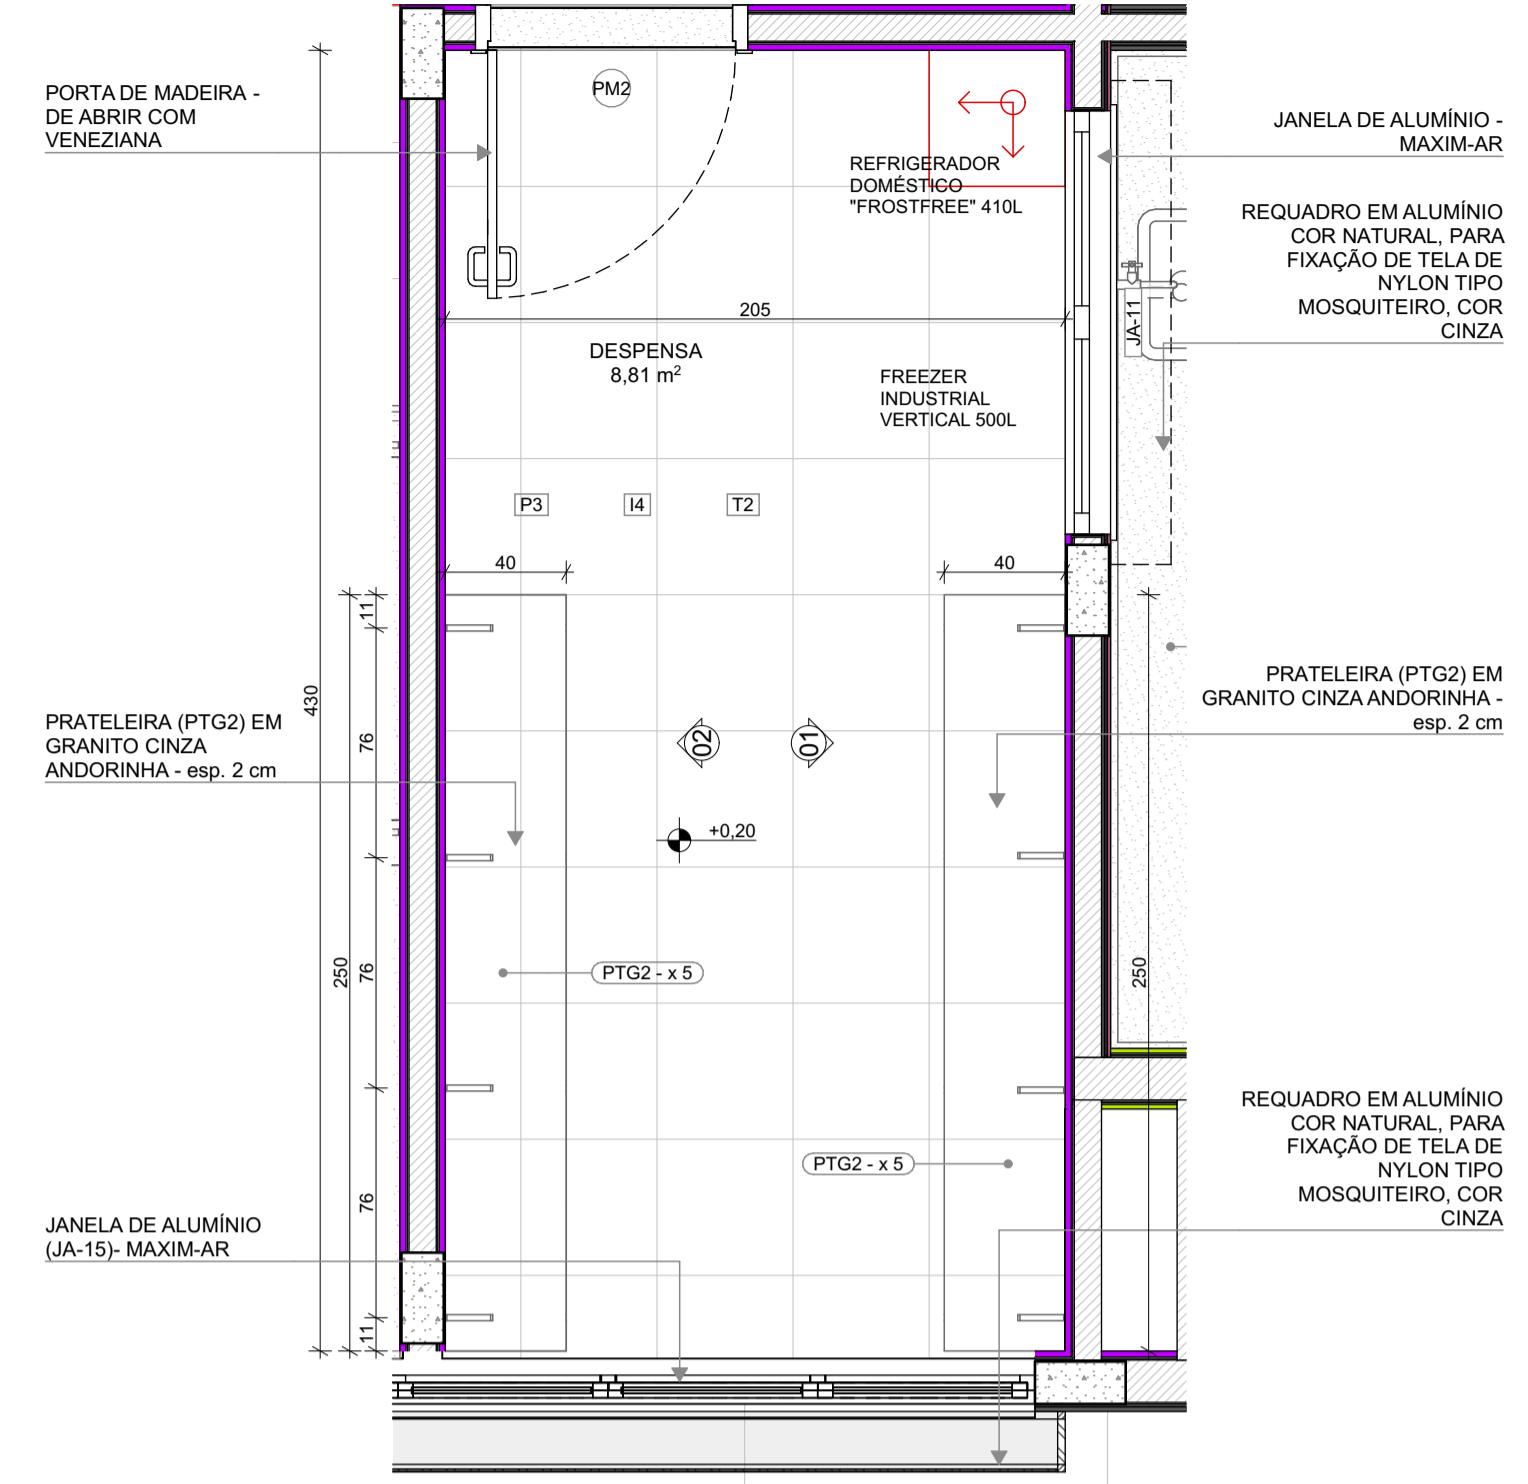 PORTA DE MADEIRA -
DE ABRIR COM
VENEZIANA
PM2
REFRIGERADOR
DOMÉSTICO
"FROSTFREE" 410L
JANELA DE ALUMÍNIO -
MAXIM-AR
REQUADRO EM ALUMÍNIO
COR NATURAL, PARA
FIXAÇÃO DE TELA DE
NYLON TIPO
MOSQUITEIRO, COR
CINZA
JA-11
205
DESPENSA
8,81 m²
FREEZER
INDUSTRIAL
VERTICAL 500L
P3
I4
T2
40
40
11
430
76
PRATELEIRA (PTG2) EM
GRANITO CINZA
ANDORINHA - esp. 2 cm
02
01
PRATELEIRA (PTG2) EM
GRANITO CINZA ANDORINHA -
esp. 2 cm
+0,20
250
76
PTG2 - x 5
250
PTG2 - x 5
76
11
REQUADRO EM ALUMÍNIO
COR NATURAL, PARA
FIXAÇÃO DE TELA DE
NYLON TIPO
MOSQUITEIRO, COR
CINZA
JANELA DE ALUMÍNIO
(JA-15)- MAXIM-AR